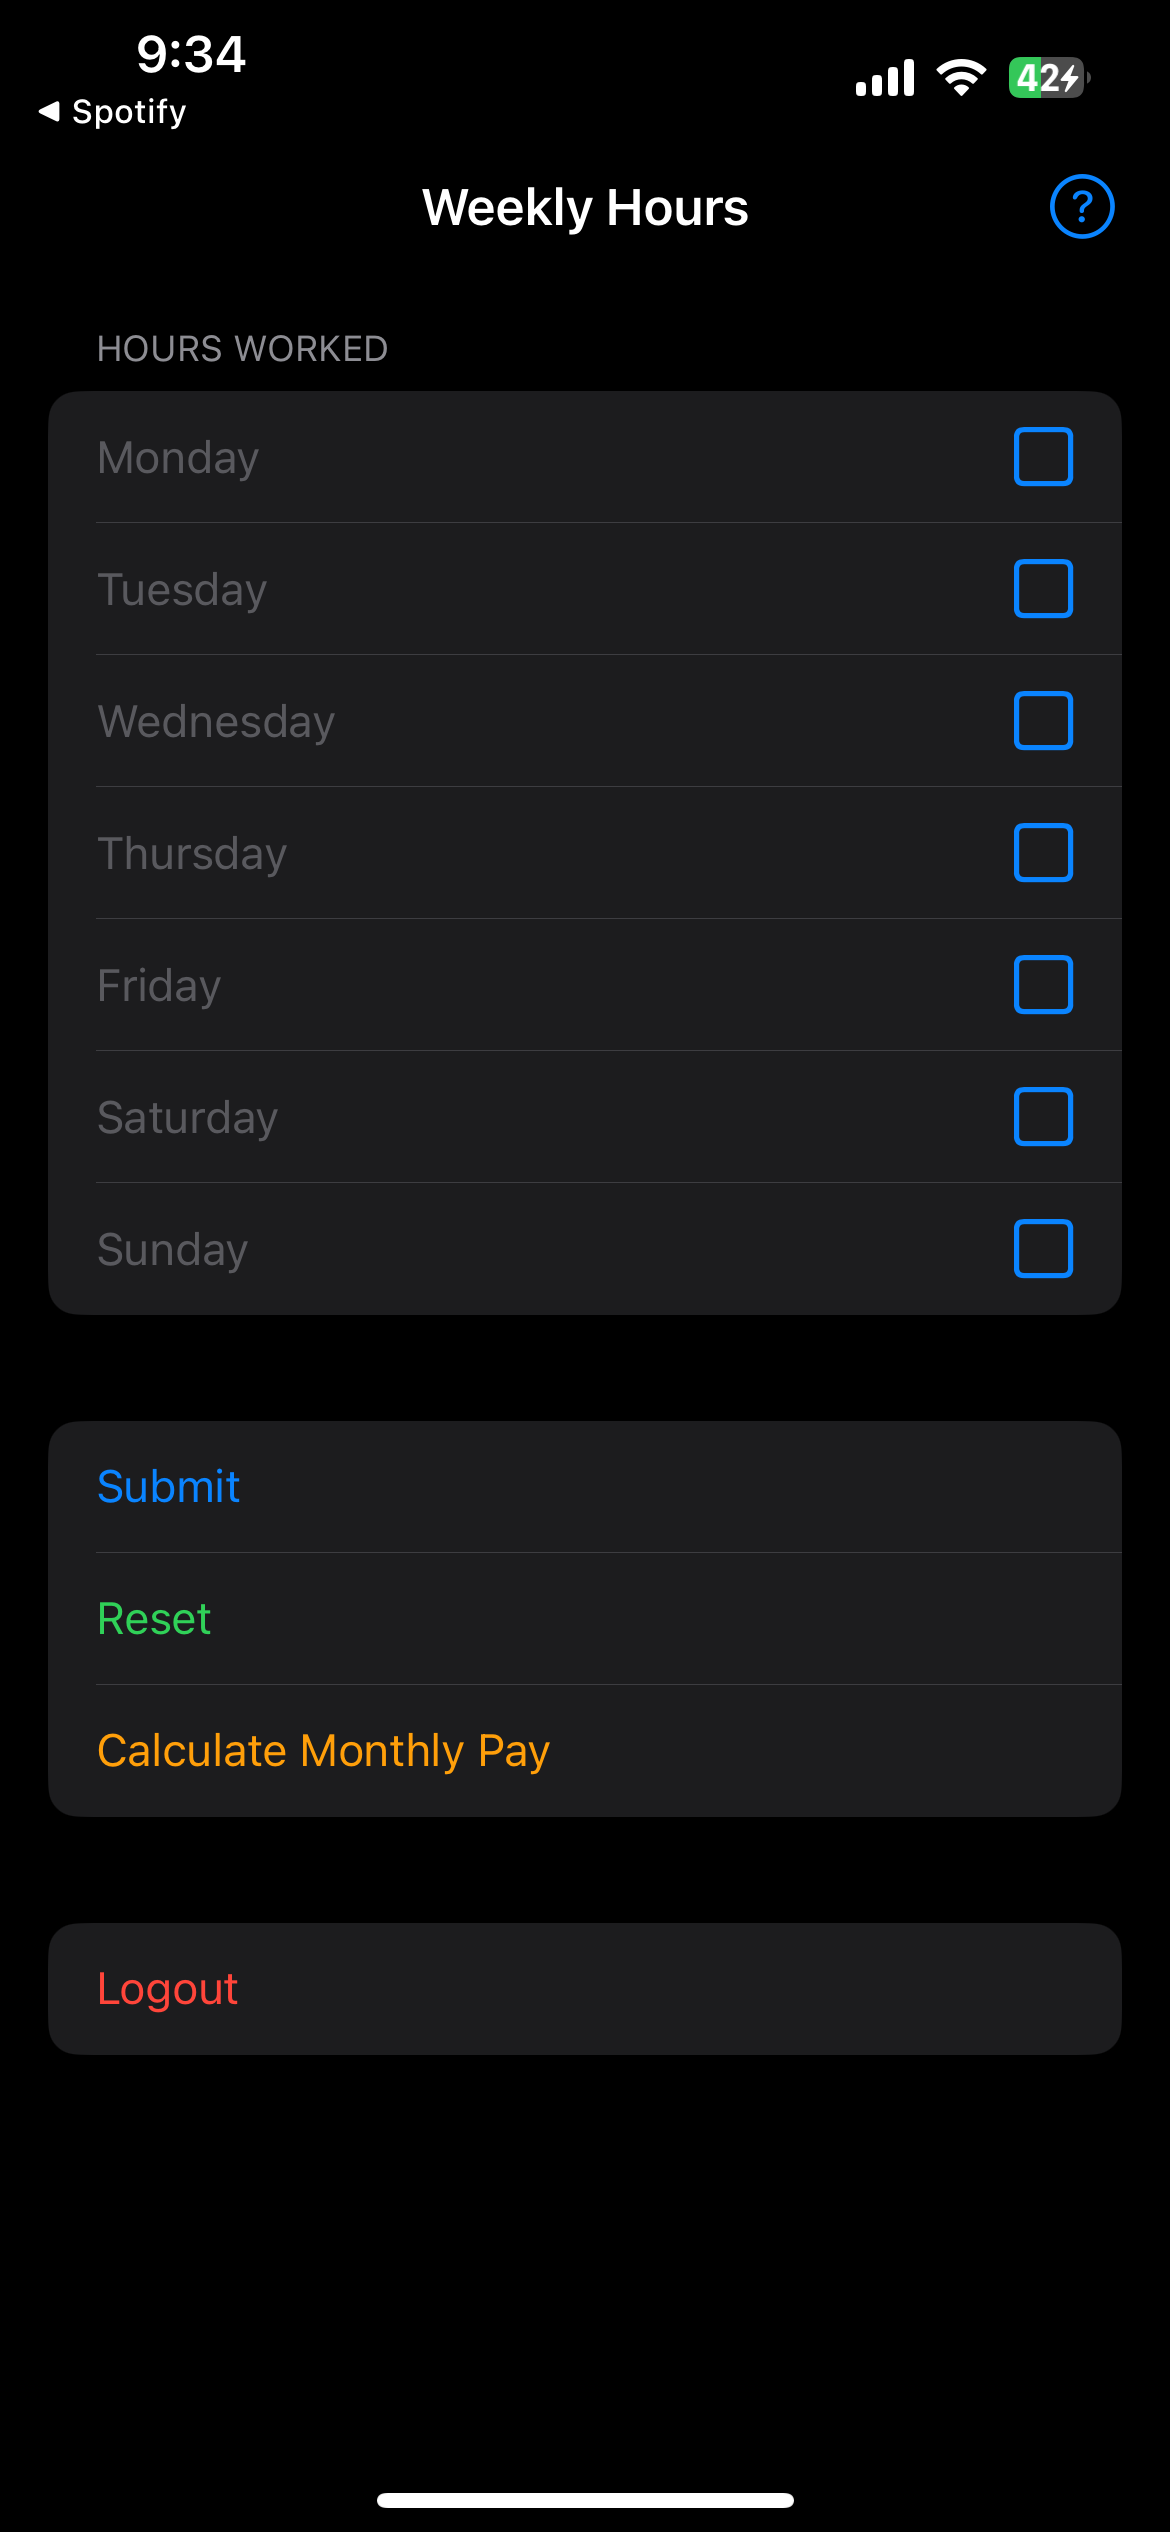 9:34
42
Spotify
Weekly Hours
?
HOURS WORKED
Monday
Tuesday
Wednesday
Thursday
Friday
Saturday
Sunday
Submit
Reset
Calculate Monthly Pay
Logout